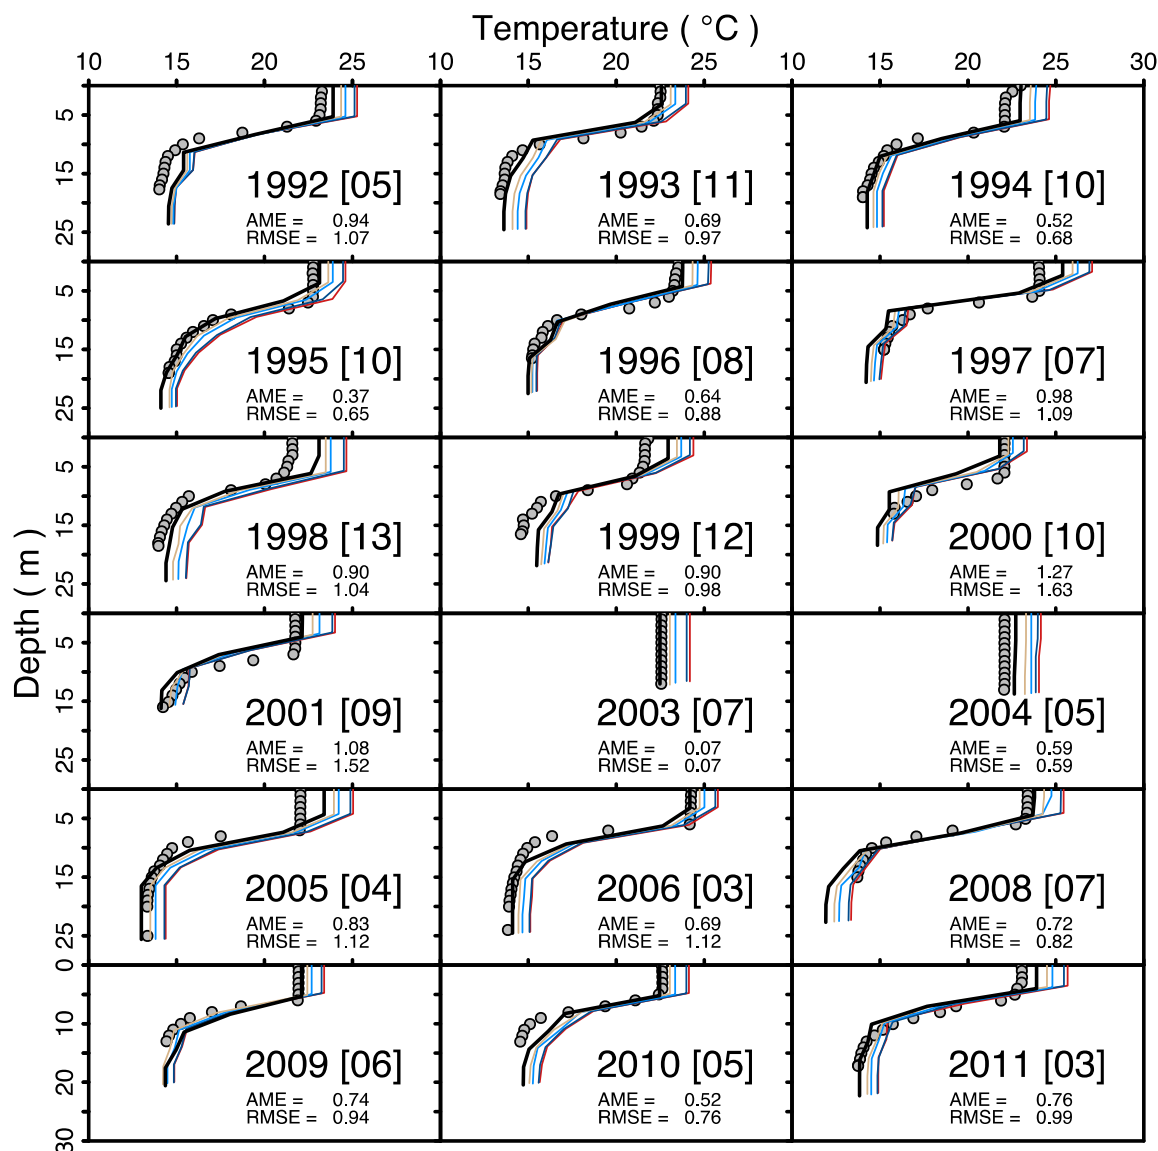 Temperature ( °C )
10 15 20 25 10 15 20 25 10 15 20 25 30
5 15 25
1992 [05]
AME = 0.94
RMSE = 1.07
1993 [11]
AME = 0.69
RMSE = 0.97
1994 [10]
AME = 0.52
RMSE = 0.68
5 15 25
1995 [10]
AME = 0.37
RMSE = 0.65
1996 [08]
AME = 0.64
RMSE = 0.88
1997 [07]
AME = 0.98
RMSE = 1.09
Depth ( m )
5 15 25
1998 [13]
AME = 0.90
RMSE = 1.04
1999 [12]
AME = 0.90
RMSE = 0.98
2000 [10]
AME = 1.27
RMSE = 1.63
5 15 25
2001 [09]
AME = 1.08
RMSE = 1.52
2003 [07]
AME = 0.07
RMSE = 0.07
2004 [05]
AME = 0.59
RMSE = 0.59
5 15 25
2005 [04]
AME = 0.83
RMSE = 1.12
2006 [03]
AME = 0.69
RMSE = 1.12
2008 [07]
AME = 0.72
RMSE = 0.82
0 10 20 30
2009 [06]
AME = 0.74
RMSE = 0.94
2010 [05]
AME = 0.52
RMSE = 0.76
2011 [03]
AME = 0.76
RMSE = 0.99